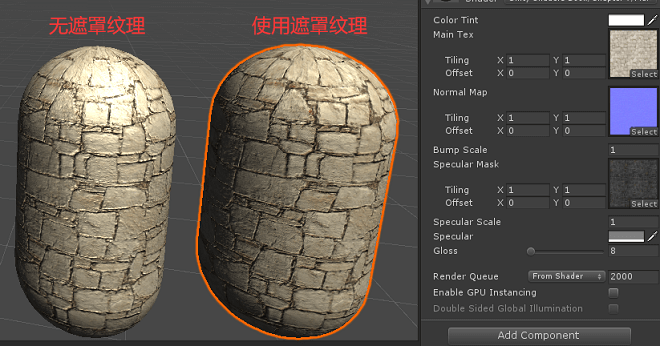 无遮罩纹理
使用遮罩纹理
Color Tint
Main Tex
Tiling X 1 Y 1
Offset X 0 Y 0
Select
Normal Map
Tiling X 1 Y 1
Offset X 0 Y 0
Select
Bump Scale 1
Specular Mask
Tiling X 1 Y 1
Offset X 0 Y 0
Select
Specular Scale 1
Specular
Gloss 8
Render Queue From Shader 2000
Enable GPU Instancing
Double Sided Global Illumination
Add Component